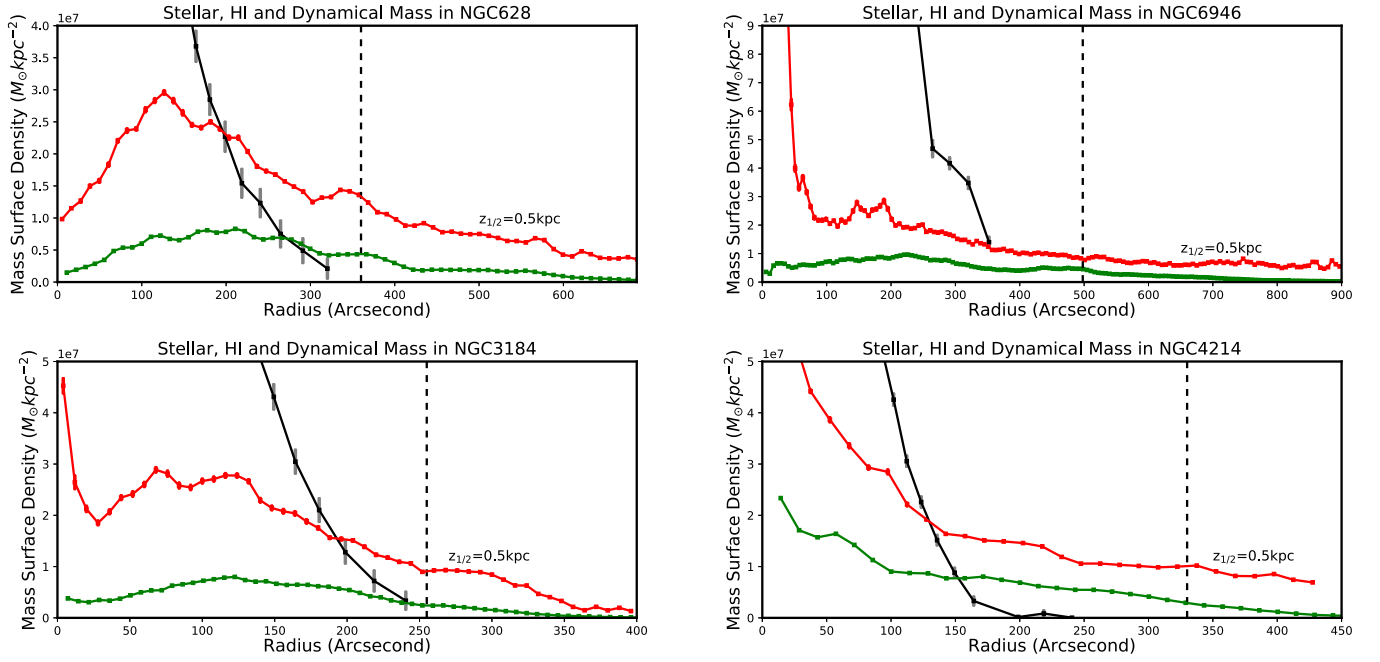 Stellar, HI and Dynamical Mass in NGC628
1e7
Mass Surface Density (M⊙kpc−2)
4.0
3.5
3.0
2.5
2.0
1.5
1.0
0.5
0.0
z1/2=0.5kpc
0 100 200 300 400 500 600
Radius (Arcsecond)
Stellar, HI and Dynamical Mass in NGC6946
1e7
Mass Surface Density (M⊙kpc−2)
9
8
7
6
5
4
3
2
1
0
z1/2=0.5kpc
0 100 200 300 400 500 600 700 800 900
Radius (Arcsecond)
Stellar, HI and Dynamical Mass in NGC3184
1e7
Mass Surface Density (M⊙kpc−2)
5
4
3
2
1
0
z1/2=0.5kpc
0 50 100 150 200 250 300 350 400
Radius (Arcsecond)
Stellar, HI and Dynamical Mass in NGC4214
1e7
Mass Surface Density (M⊙kpc−2)
5
4
3
2
1
0
z1/2=0.5kpc
0 50 100 150 200 250 300 350 400 450
Radius (Arcsecond)